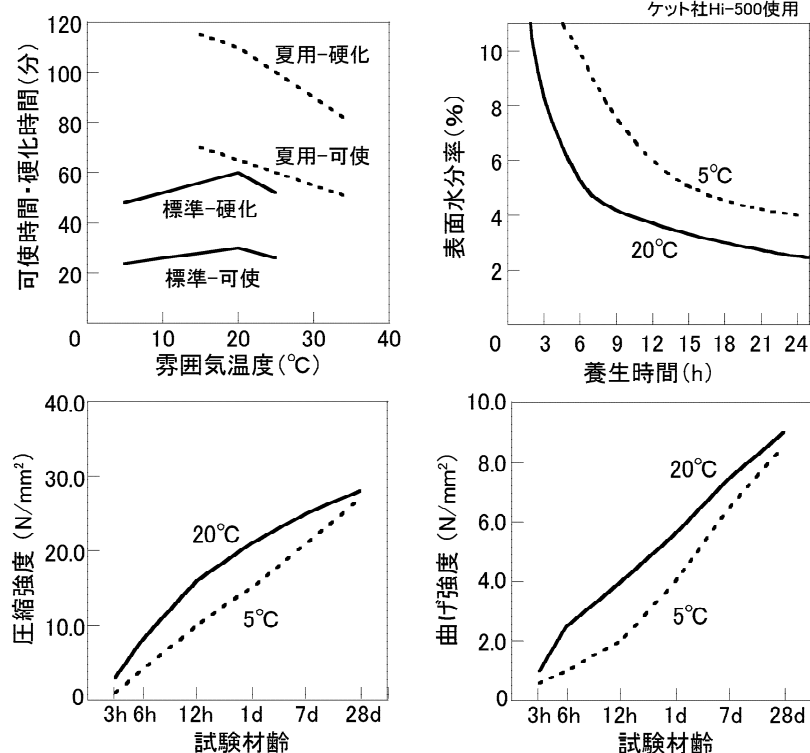 120
100
80
60
40
20
0
10
20
30
40
可使時間・硬化時間(分)
雰囲気温度(℃)
夏用-硬化
夏用-可使
標準-硬化
標準-可使
ケット社Hi-500使用
10
8
6
4
2
0
3 6 9 12 15 18 21 24
表面水分率(%)
養生時間(h)
5℃
20℃
40.0
30.0
20.0
10.0
0
3h 6h 12h 1d 7d 28d
圧縮強度(N/mm²)
試験材齢
20℃
5℃
10.0
8.0
6.0
4.0
2.0
0
3h 6h 12h 1d 7d 28d
曲げ強度(N/mm²)
試験材齢
20℃
5℃